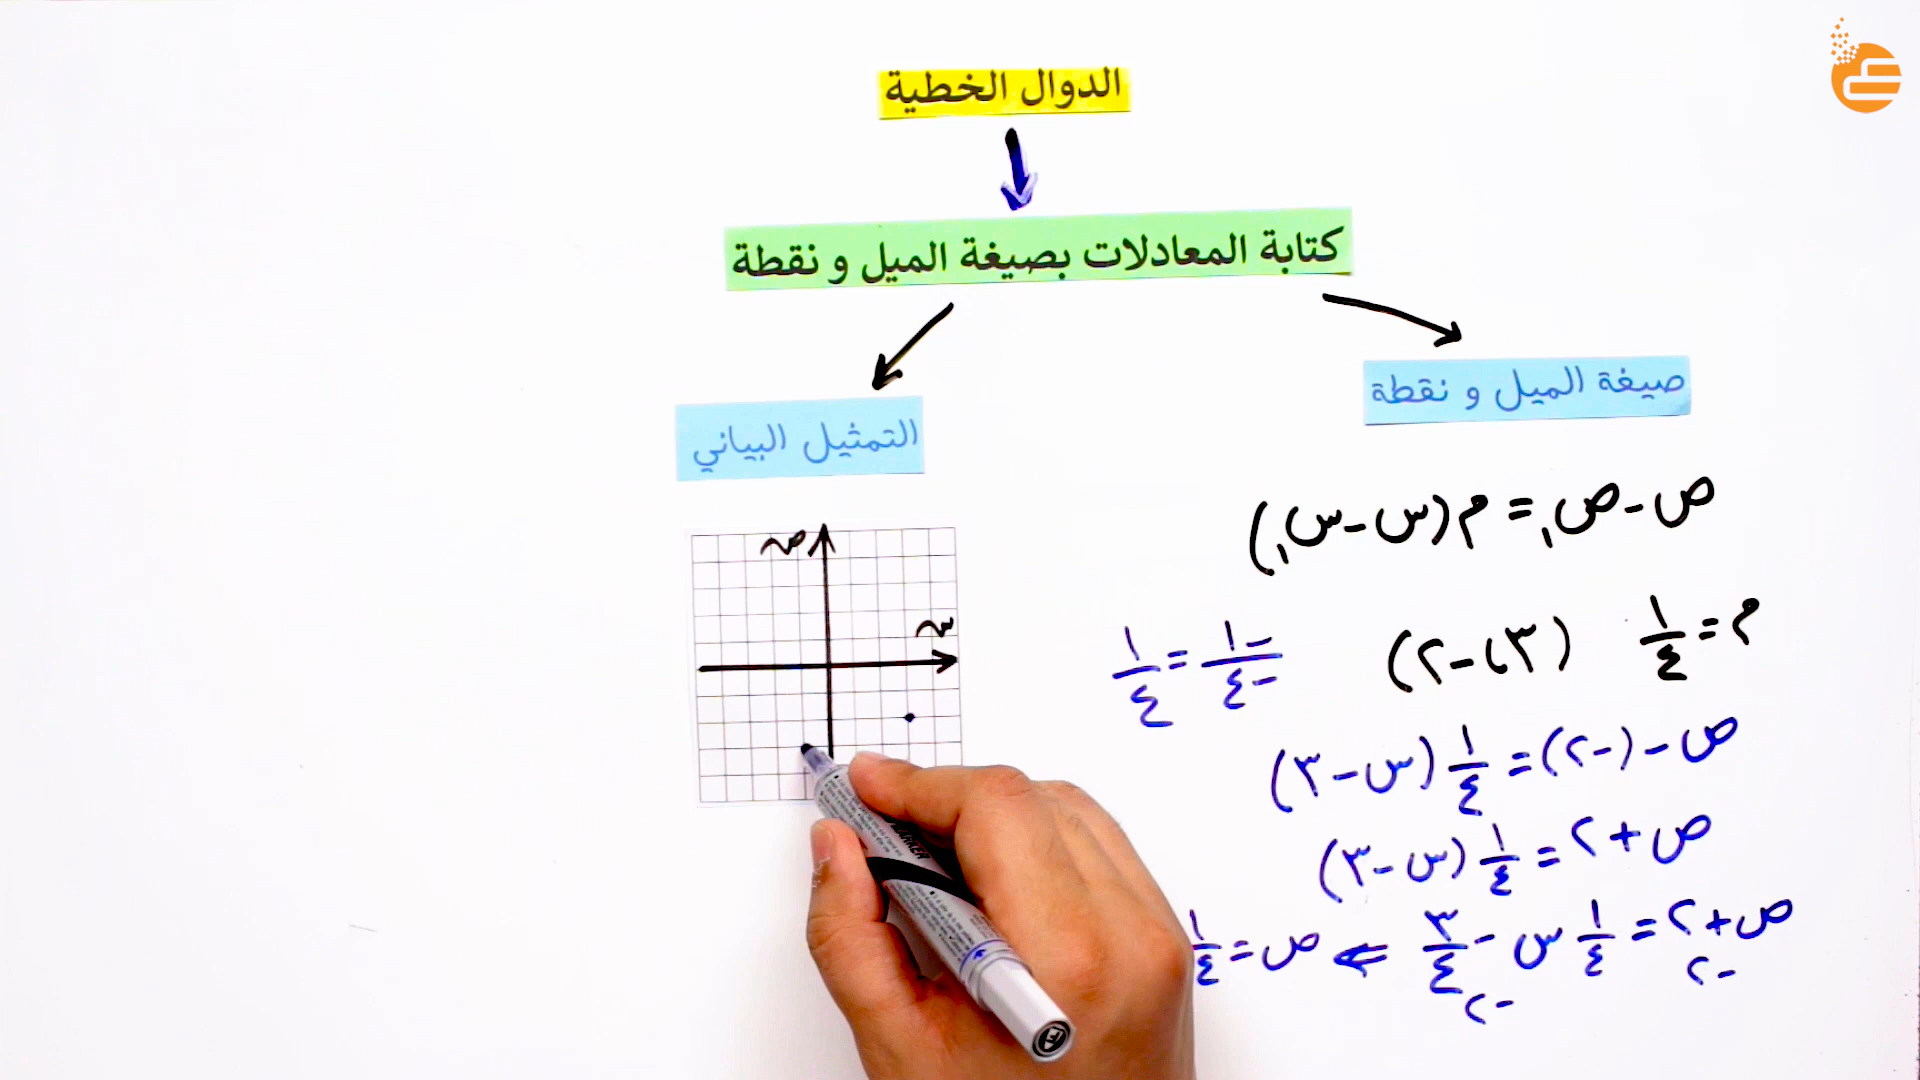 الدوال الخطية
كتابة المعادلات بصيغة الميل و نقطة
صيغة الميل و نقطة
ص - ص١ = م (س - س١)
م = ١/٤ (٣، -٢) -١/-٤ = ١/٤
ص - (-٢) = ١/٤ (س - ٣)
ص + ٢ = ١/٤ (س - ٣)
ص + ٢ = ١/٤ س - ٣/٤ ⇐ ص = ١/٤
-٢ -٢
التمثيل البياني
ص
س
MARKER